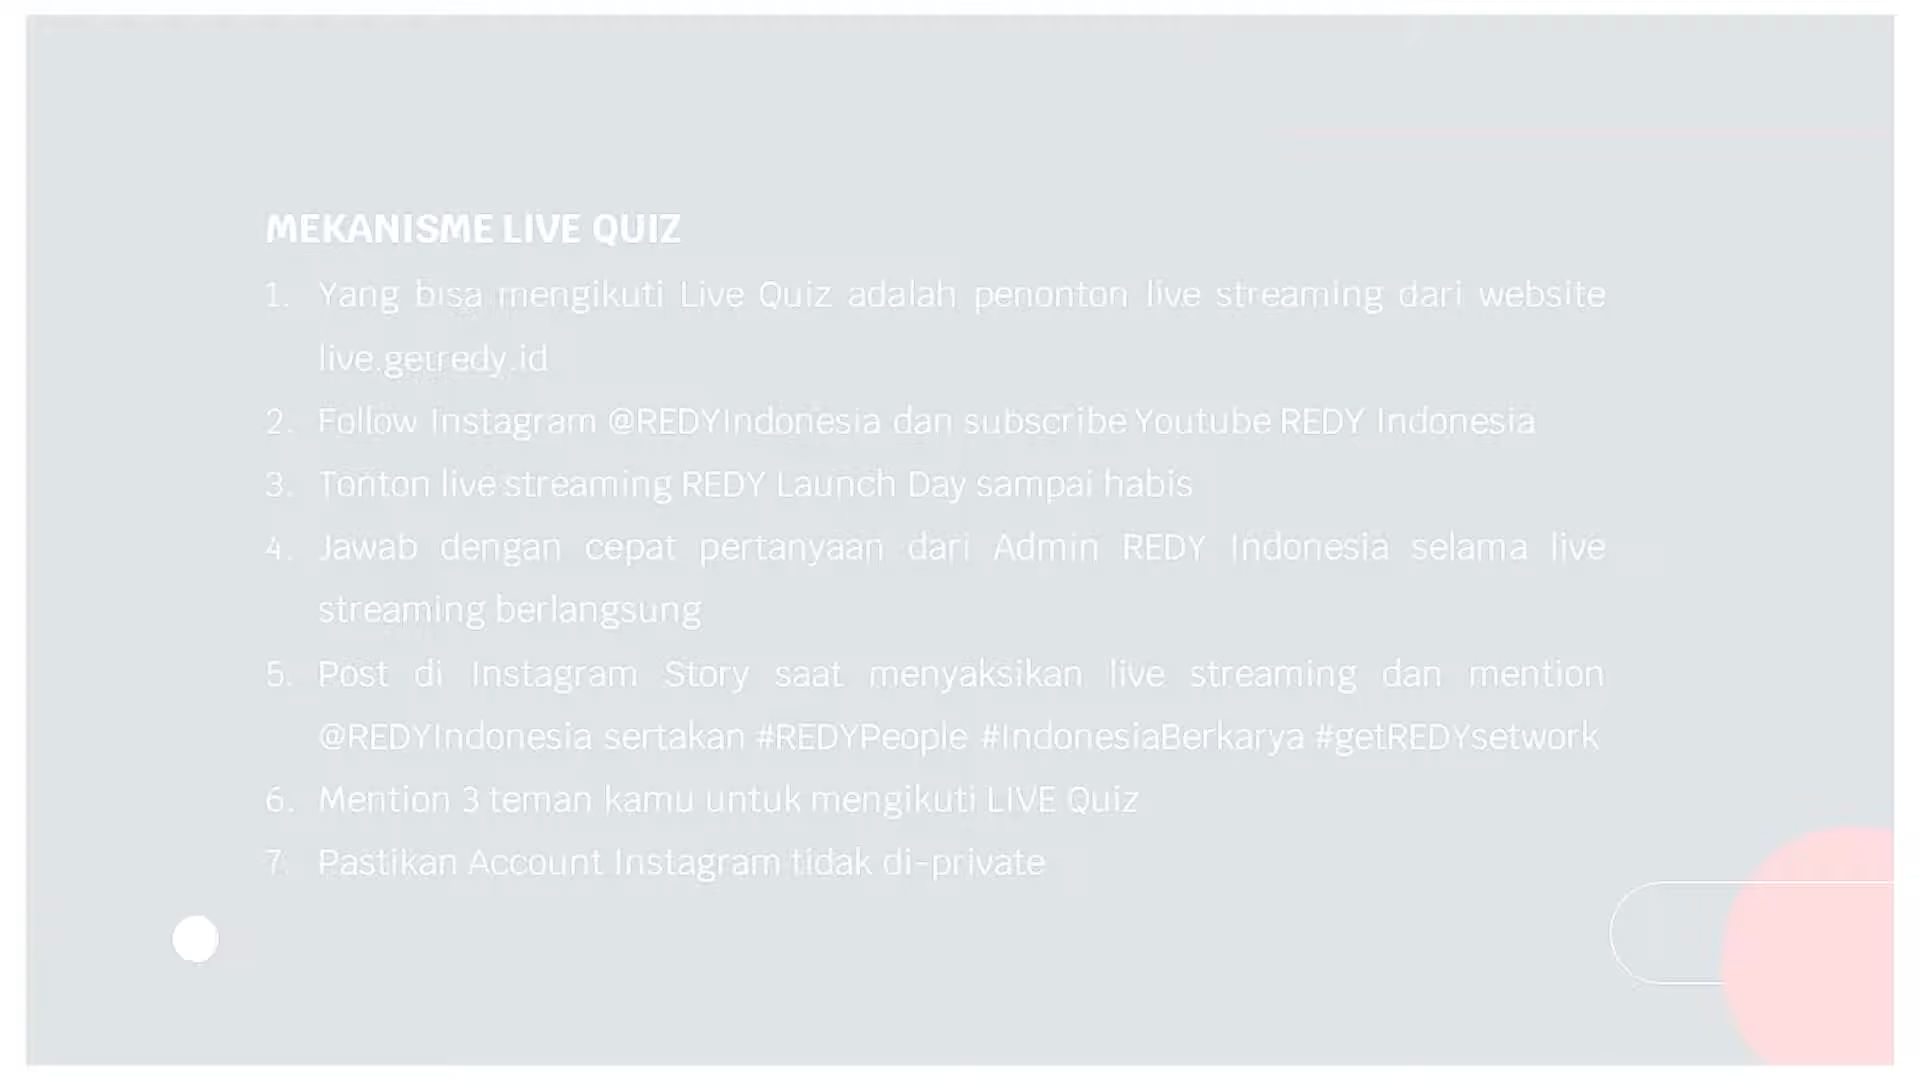 MEKANISME LIVE QUIZ
1. Yang bisa mengikuti Live Quiz adalah penonton live streaming dari website
live.getredy.id
2. Follow Instagram @REDYIndonesia dan subscribe Youtube REDY Indonesia
3. Tonton live streaming REDY Launch Day sampai habis
4. Jawab dengan cepat pertanyaan dari Admin REDY Indonesia selama live
streaming berlangsung
5. Post di Instagram Story saat menyaksikan live streaming dan mention
@REDYIndonesia sertakan #REDYPeople #IndonesiaBerkarya #getREDYsetwork
6. Mention 3 teman kamu untuk mengikuti LIVE Quiz
7. Pastikan Account Instagram tidak di-private